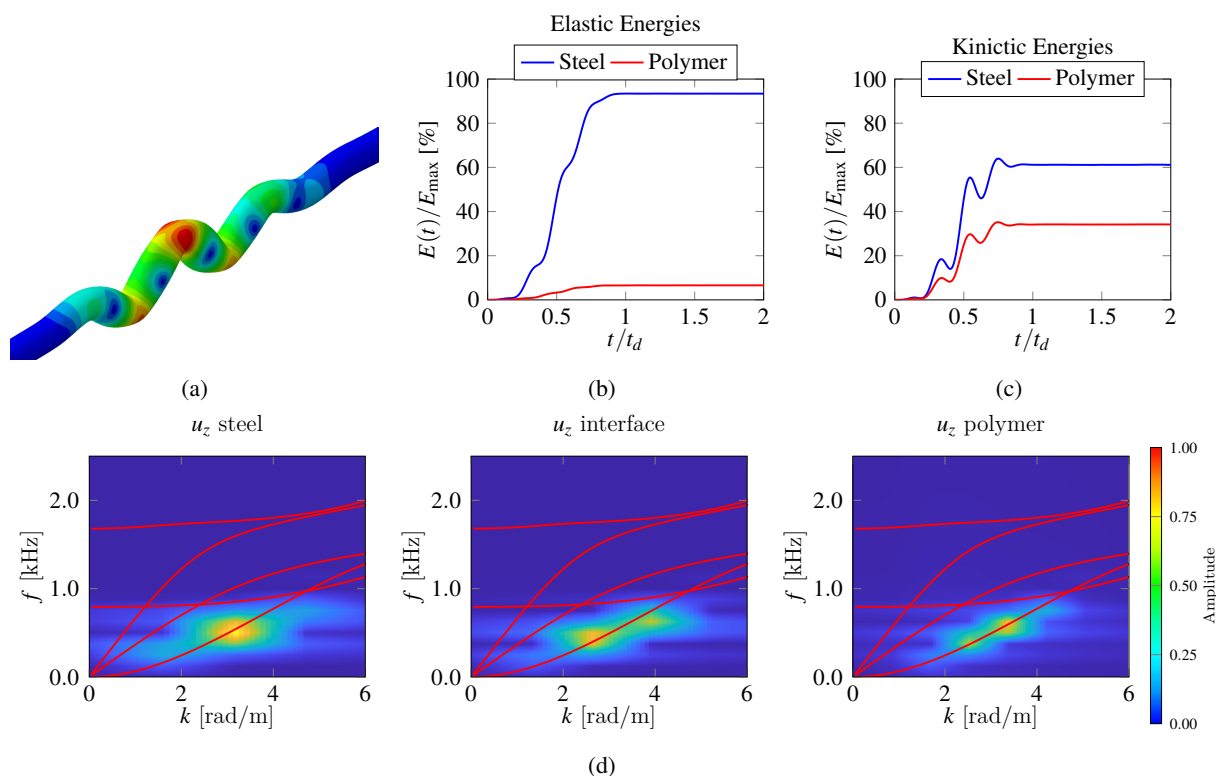 Elastic Energies
Steel Polymer
100
80
60
40
20
0
E(t)/E_max [%]
0 0.5 1 1.5 2
t/t_d
Kinictic Energies
Steel Polymer
100
80
60
40
20
0
E(t)/E_max [%]
0 0.5 1 1.5 2
t/t_d
(a)
(b)
(c)
u_z steel
2.0
1.0
0.0
f [kHz]
0 2 4 6
k [rad/m]
u_z interface
2.0
1.0
0.0
f [kHz]
0 2 4 6
k [rad/m]
u_z polymer
2.0
1.0
0.0
f [kHz]
0 2 4 6
k [rad/m]
1.00
0.75
0.50
0.25
0.00
Amplitude
(d)